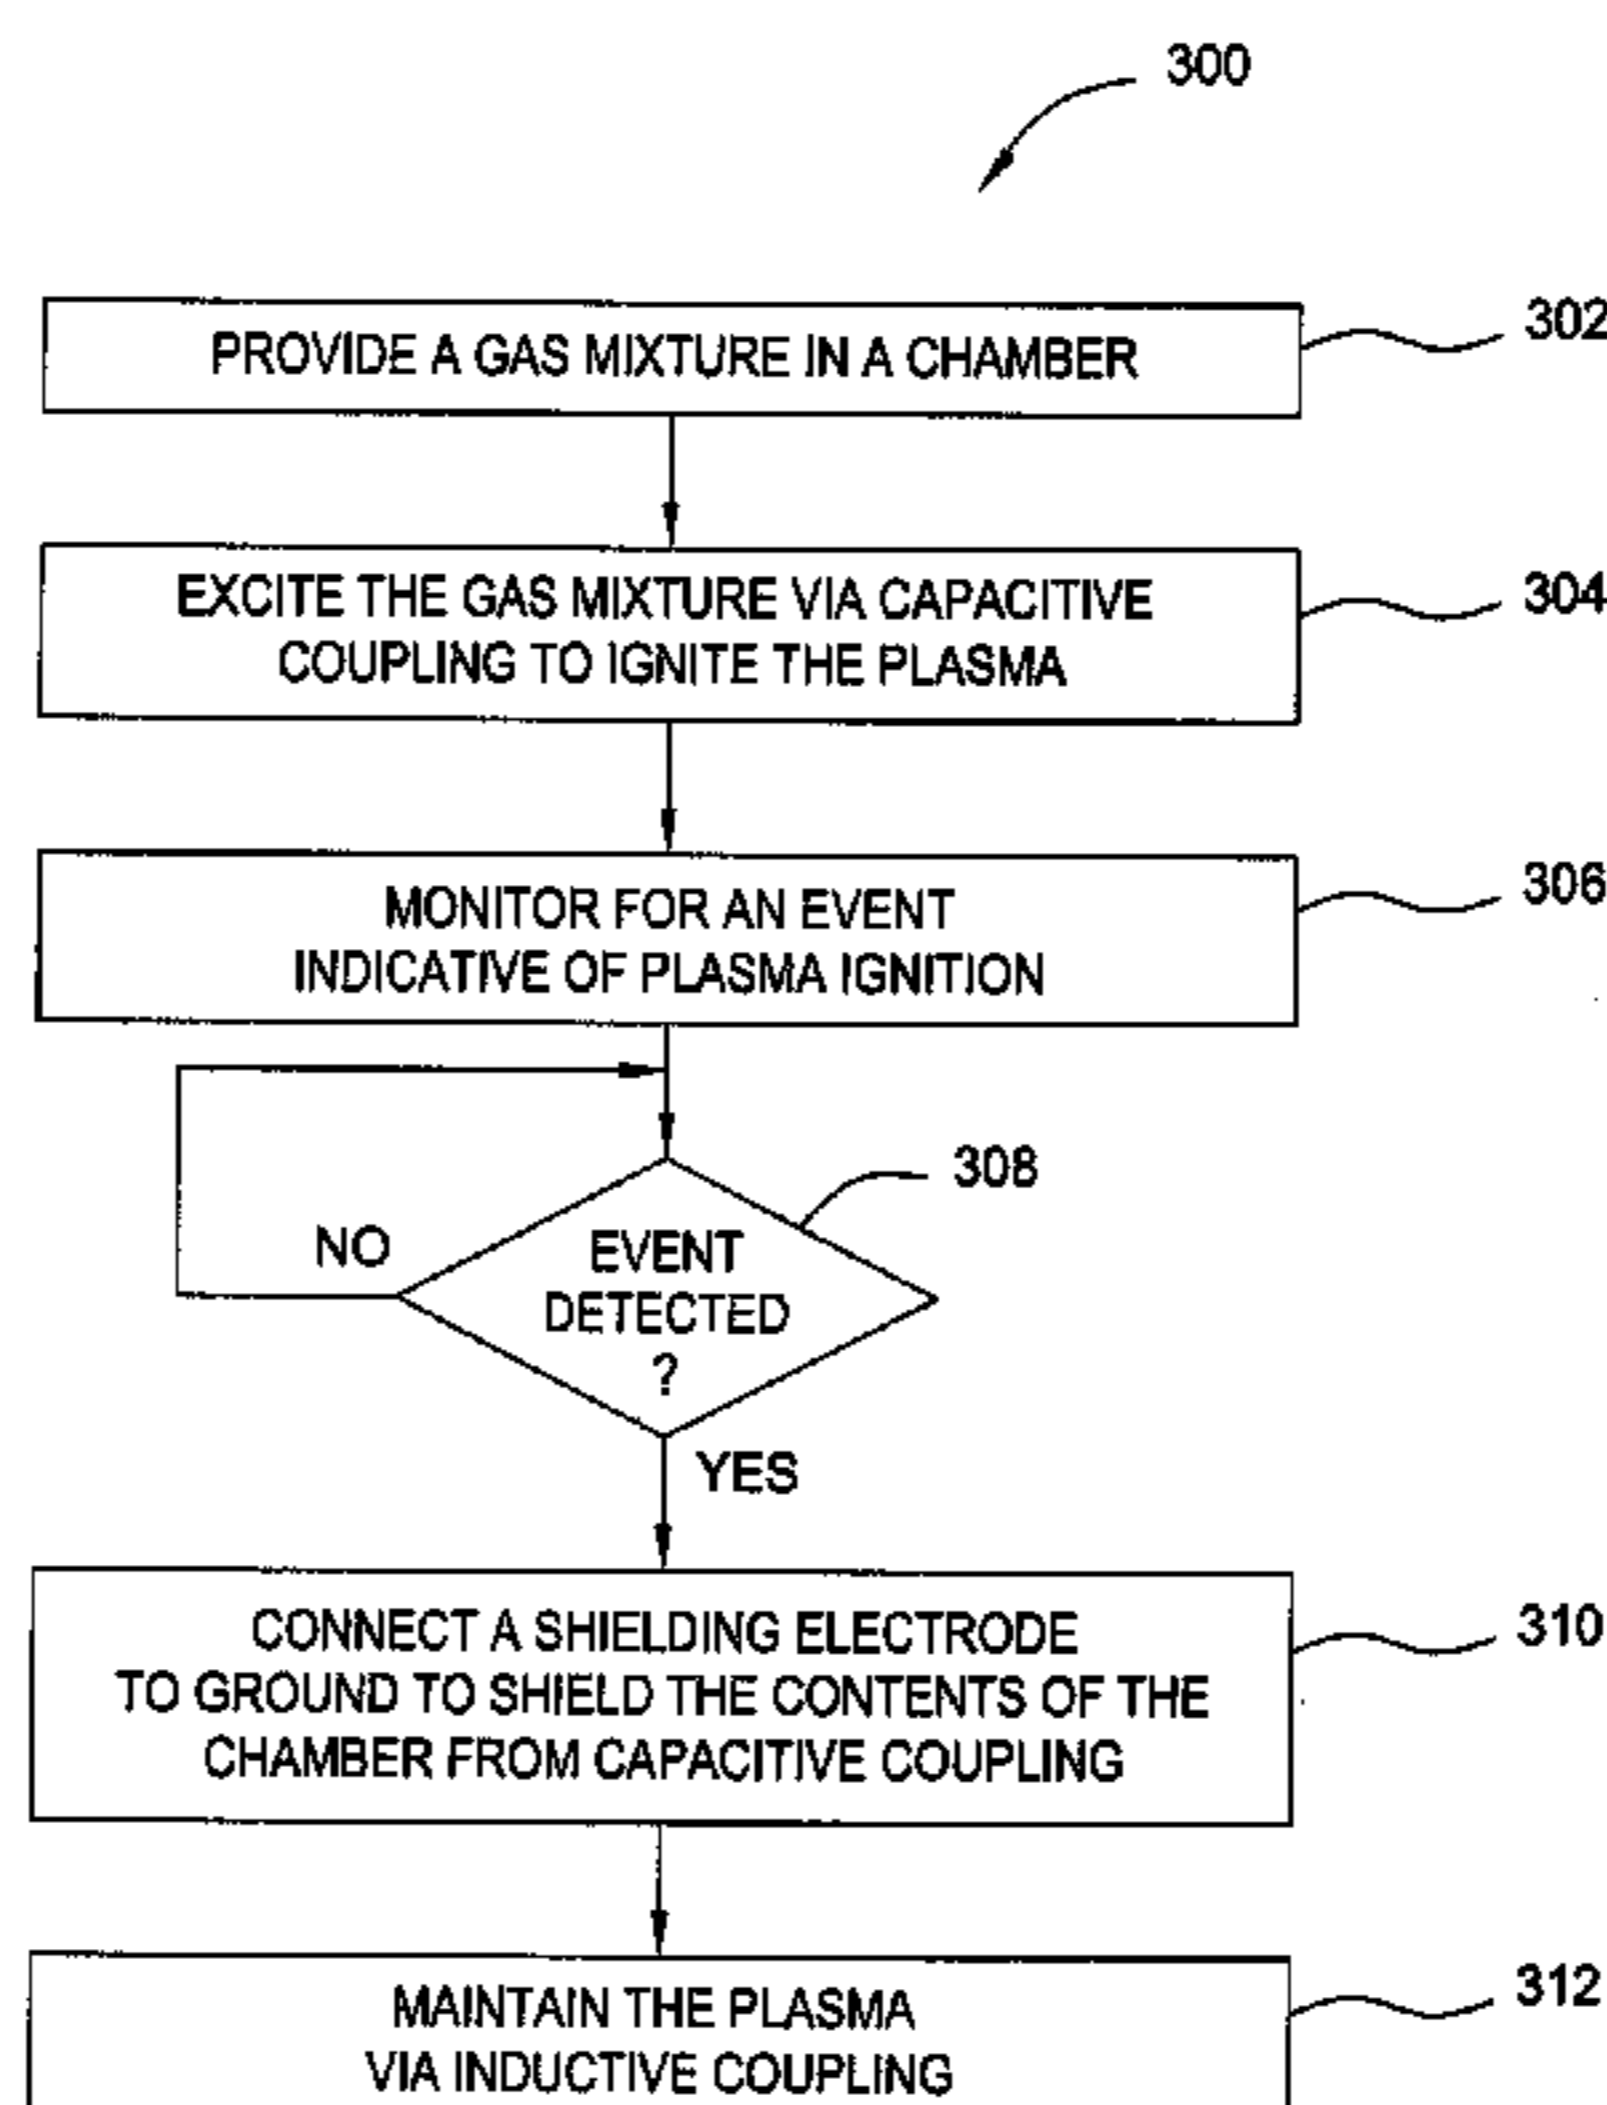 300
PROVIDE A GAS MIXTURE IN A CHAMBER
302
EXCITE THE GAS MIXTURE VIA CAPACITIVE
COUPLING TO IGNITE THE PLASMA
304
MONITOR FOR AN EVENT
INDICATIVE OF PLASMA IGNITION
306
308
NO
EVENT
DETECTED
?
YES
CONNECT A SHIELDING ELECTRODE
TO GROUND TO SHIELD THE CONTENTS OF THE
CHAMBER FROM CAPACITIVE COUPLING
310
MAINTAIN THE PLASMA
VIA INDUCTIVE COUPLING
312